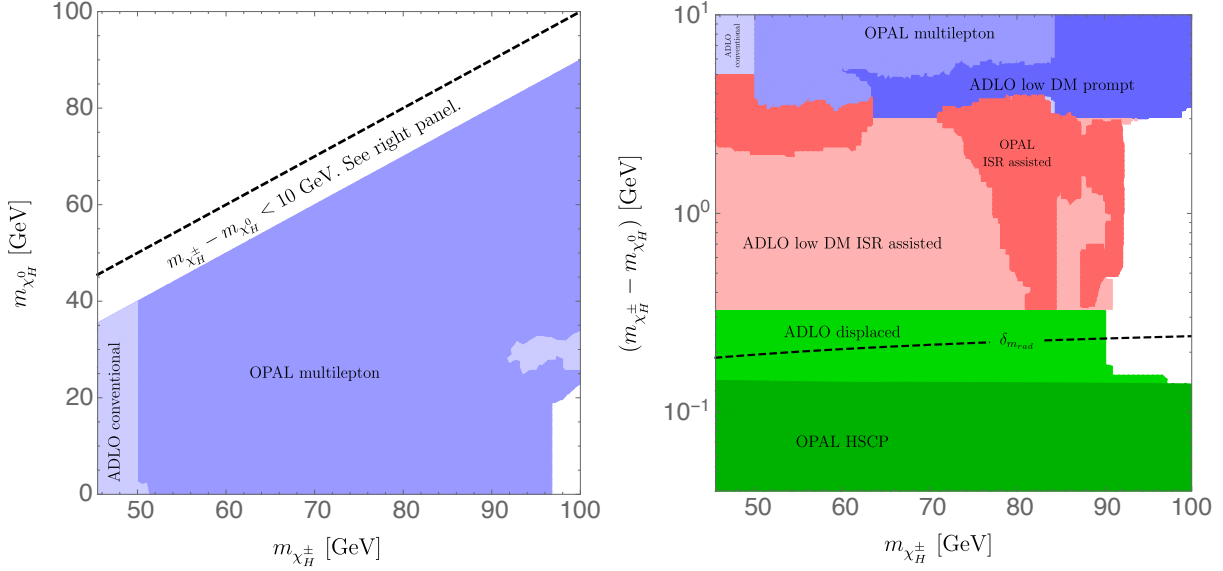 100
80
60
40
20
0
50
60
70
80
90
100
m_{χ_H^0} [GeV]
m_{χ_H^±} [GeV]
m_{χ_H^±} − m_{χ_H^0} < 10 GeV. See right panel.
ADLO conventional
OPAL multilepton
10^1
10^0
10^{−1}
50
60
70
80
90
100
(m_{χ_H^±} − m_{χ_H^0}) [GeV]
m_{χ_H^±} [GeV]
ADLO
conventional
OPAL multilepton
ADLO low DM prompt
OPAL
ISR assisted
ADLO low DM ISR assisted
ADLO displaced
δ_{m_{rad}}
OPAL HSCP